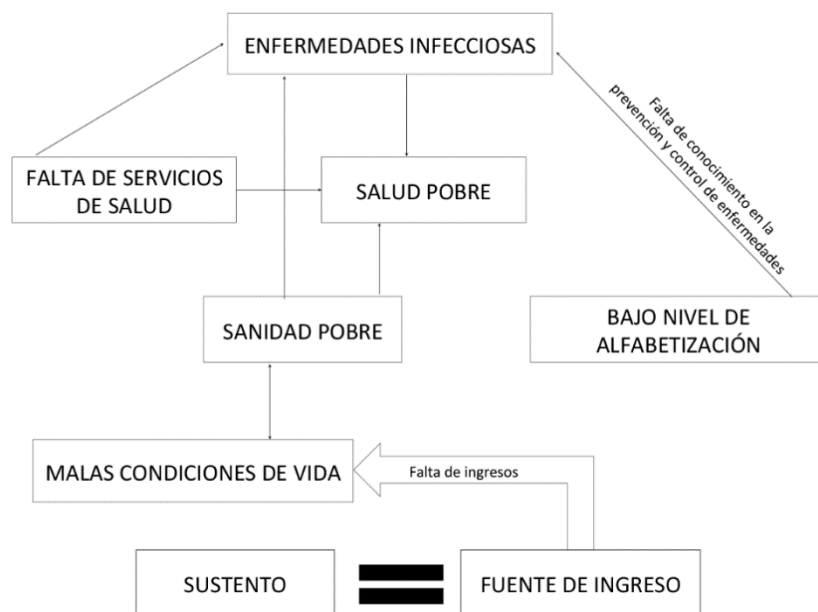 ENFERMEDADES INFECCIOSAS
Falta de conocimiento en la
prevención y control de enfermedades
FALTA DE SERVICIOS
DE SALUD
SALUD POBRE
SANIDAD POBRE
BAJO NIVEL DE
ALFABETIZACIÓN
MALAS CONDICIONES DE VIDA
Falta de ingresos
SUSTENTO
FUENTE DE INGRESO